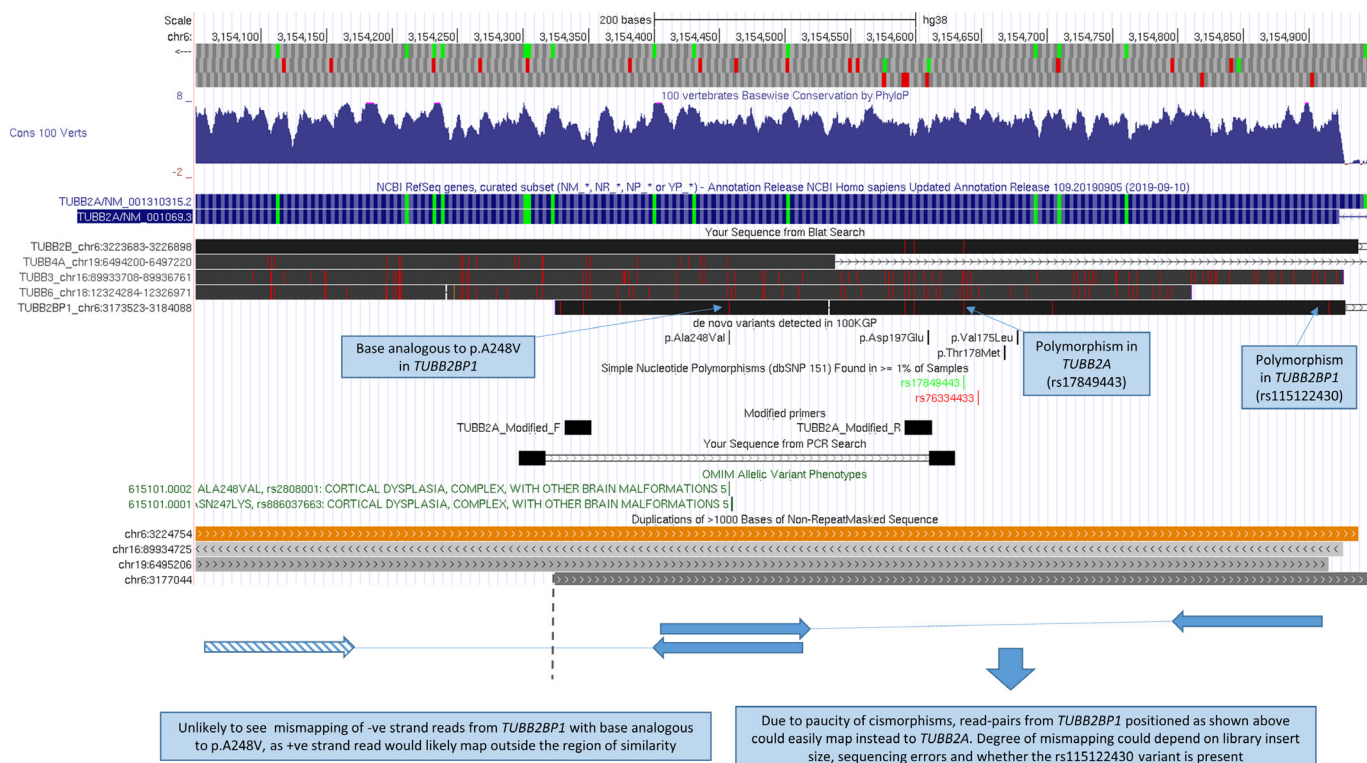 Scale
200 bases
hg38
chr6:
3,154,100
3,154,150
3,154,200
3,154,250
3,154,300
3,154,350
3,154,400
3,154,450
3,154,500
3,154,550
3,154,600
3,154,650
3,154,700
3,154,750
3,154,800
3,154,850
3,154,900
<---
100 vertebrates Basewise Conservation by PhyloP
8 _
Cons 100 Verts
-2 _
NCBI RefSeq genes, curated subset (NM_*, NR_*, NP_* or YP_*) - Annotation Release NCBI Homo sapiens Updated Annotation Release 109.20190905 (2019-09-10)
TUBB2A/NM_001310315.2
TUBB2A/NM_001069.3
Your Sequence from Blat Search
TUBB2B_chr6:3223683-3226898
TUBB4A_chr19:6494200-6497220
TUBB3_chr16:89933708-89936761
TUBB6_chr18:12324284-12326971
TUBB2BP1_chr6:3173523-3184088
de novo variants detected in 100KGP
p.Ala248Val
p.Asp197Glu
p.Val175Leu
p.Thr178Met
Base analogous to p.A248V
in TUBB2BP1
Polymorphism in
TUBB2A
(rs17849443)
Polymorphism
in TUBB2BP1
(rs115122430)
Simple Nucleotide Polymorphisms (dbSNP 151) Found in >= 1% of Samples
rs17849443
rs76334433
Modified primers
TUBB2A_Modified_F
TUBB2A_Modified_R
Your Sequence from PCR Search
OMIM Allelic Variant Phenotypes
615101.0002 ALA248VAL, rs2808001: CORTICAL DYSPLASIA, COMPLEX, WITH OTHER BRAIN MALFORMATIONS 5
615101.0001 ASN247LYS, rs886037663: CORTICAL DYSPLASIA, COMPLEX, WITH OTHER BRAIN MALFORMATIONS 5
Duplications of >1000 Bases of Non-RepeatMasked Sequence
chr6:3224754
chr16:89934725
chr19:6495206
chr6:3177044
Unlikely to see mismapping of -ve strand reads from TUBB2BP1 with base analogous
to p.A248V, as +ve strand read would likely map outside the region of similarity
Due to paucity of cismorphisms, read-pairs from TUBB2BP1 positioned as shown above
could easily map instead to TUBB2A. Degree of mismapping could depend on library insert
size, sequencing errors and whether the rs115122430 variant is present